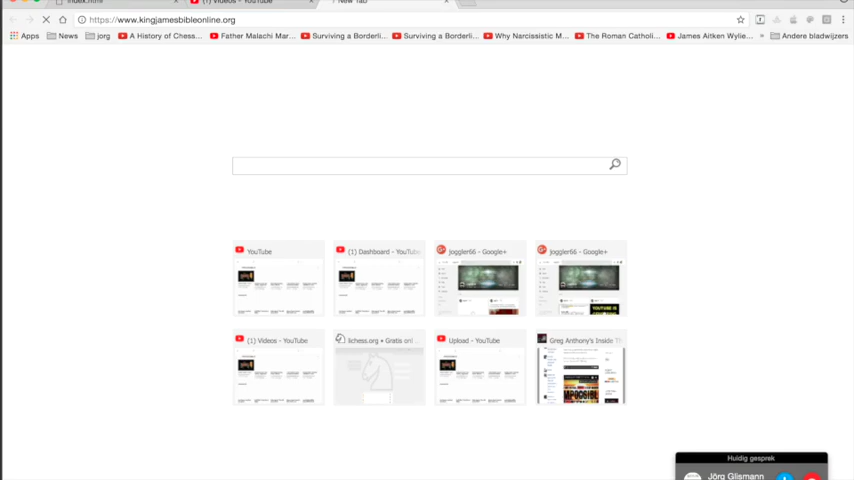 index.html (1) Videos - YouTube New Tab
https://www.kingjamesbibleonline.org
Apps News jorg A History of Chess... Father Malachi Mar... Surviving a Borderli... Surviving a Borderli... Why Narcissistic M... The Roman Catholi... James Aitken Wylie... » Andere bladwijzers
YouTube (1) Dashboard - YouTube joggler66 - Google+ joggler66 - Google+
(1) Videos - YouTube lichess.org • Gratis onl ... Upload - YouTube Greg Anthony's Inside Th
Huidig gesprek
Jörg Glismann